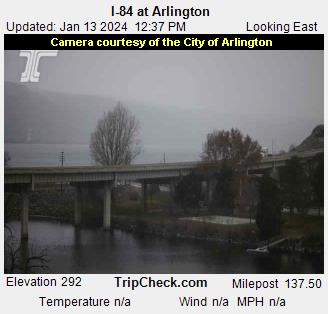 I-84 at Arlington
Updated: Jan 13 2024 12:37 PM Looking East
Camera courtesy of the City of Arlington
Elevation 292 TripCheck.com Milepost 137.50
Temperature n/a Wind n/a MPH n/a